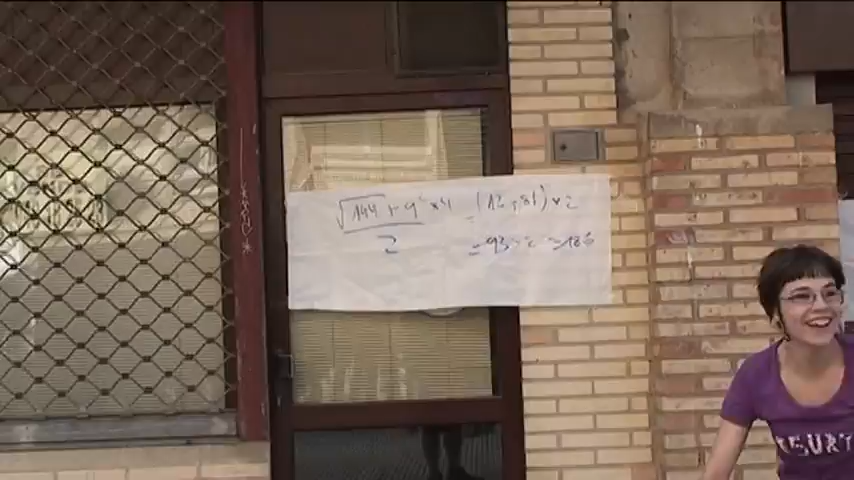 √144 + 9² × 4 = (12 + 81) × 2
2
= 93 × 2 = 186